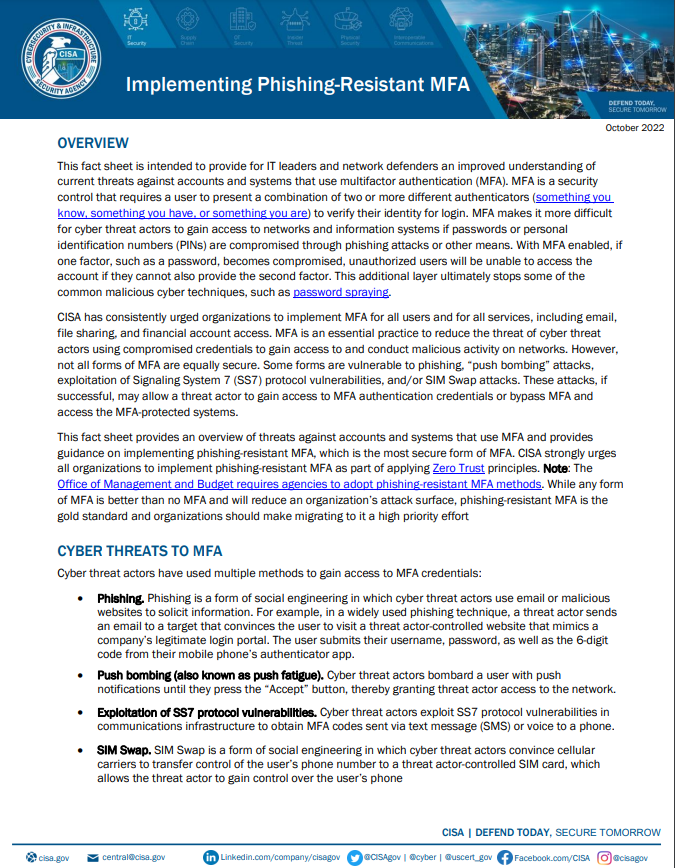 CYBERSECURITY & INFRASTRUCTURE
SECURITY AGENCY
CISA
IT
Security
Supply
Chain
Security
Insider
Threat
Physical
Security
Interoperable
Communications
Implementing Phishing-Resistant MFA
DEFEND TODAY,
SECURE TOMORROW
October 2022
OVERVIEW
This fact sheet is intended to provide for IT leaders and network defenders an improved understanding of
current threats against accounts and systems that use multifactor authentication (MFA). MFA is a security
control that requires a user to present a combination of two or more different authenticators (something you
know, something you have, or something you are) to verify their identity for login. MFA makes it more difficult
for cyber threat actors to gain access to networks and information systems if passwords or personal
identification numbers (PINs) are compromised through phishing attacks or other means. With MFA enabled, if
one factor, such as a password, becomes compromised, unauthorized users will be unable to access the
account if they cannot also provide the second factor. This additional layer ultimately stops some of the
common malicious cyber techniques, such as password spraying.
CISA has consistently urged organizations to implement MFA for all users and for all services, including email,
file sharing, and financial account access. MFA is an essential practice to reduce the threat of cyber threat
actors using compromised credentials to gain access to and conduct malicious activity on networks. However,
not all forms of MFA are equally secure. Some forms are vulnerable to phishing, “push bombing” attacks,
exploitation of Signaling System 7 (SS7) protocol vulnerabilities, and/or SIM Swap attacks. These attacks, if
successful, may allow a threat actor to gain access to MFA authentication credentials or bypass MFA and
access the MFA-protected systems.
This fact sheet provides an overview of threats against accounts and systems that use MFA and provides
guidance on implementing phishing-resistant MFA, which is the most secure form of MFA. CISA strongly urges
all organizations to implement phishing-resistant MFA as part of applying Zero Trust principles. Note: The
Office of Management and Budget requires agencies to adopt phishing-resistant MFA methods. While any form
of MFA is better than no MFA and will reduce an organization’s attack surface, phishing-resistant MFA is the
gold standard and organizations should make migrating to it a high priority effort
CYBER THREATS TO MFA
Cyber threat actors have used multiple methods to gain access to MFA credentials:
• Phishing. Phishing is a form of social engineering in which cyber threat actors use email or malicious
websites to solicit information. For example, in a widely used phishing technique, a threat actor sends
an email to a target that convinces the user to visit a threat actor-controlled website that mimics a
company’s legitimate login portal. The user submits their username, password, as well as the 6-digit
code from their mobile phone’s authenticator app.
• Push bombing (also known as push fatigue). Cyber threat actors bombard a user with push
notifications until they press the “Accept” button, thereby granting threat actor access to the network.
• Exploitation of SS7 protocol vulnerabilities. Cyber threat actors exploit SS7 protocol vulnerabilities in
communications infrastructure to obtain MFA codes sent via text message (SMS) or voice to a phone.
• SIM Swap. SIM Swap is a form of social engineering in which cyber threat actors convince cellular
carriers to transfer control of the user’s phone number to a threat actor-controlled SIM card, which
allows the threat actor to gain control over the user’s phone
CISA | DEFEND TODAY, SECURE TOMORROW
cisa.gov
central@cisa.gov
Linkedin.com/company/cisagov
@CISAgov | @cyber | @uscert_gov
Facebook.com/CISA
@cisagov